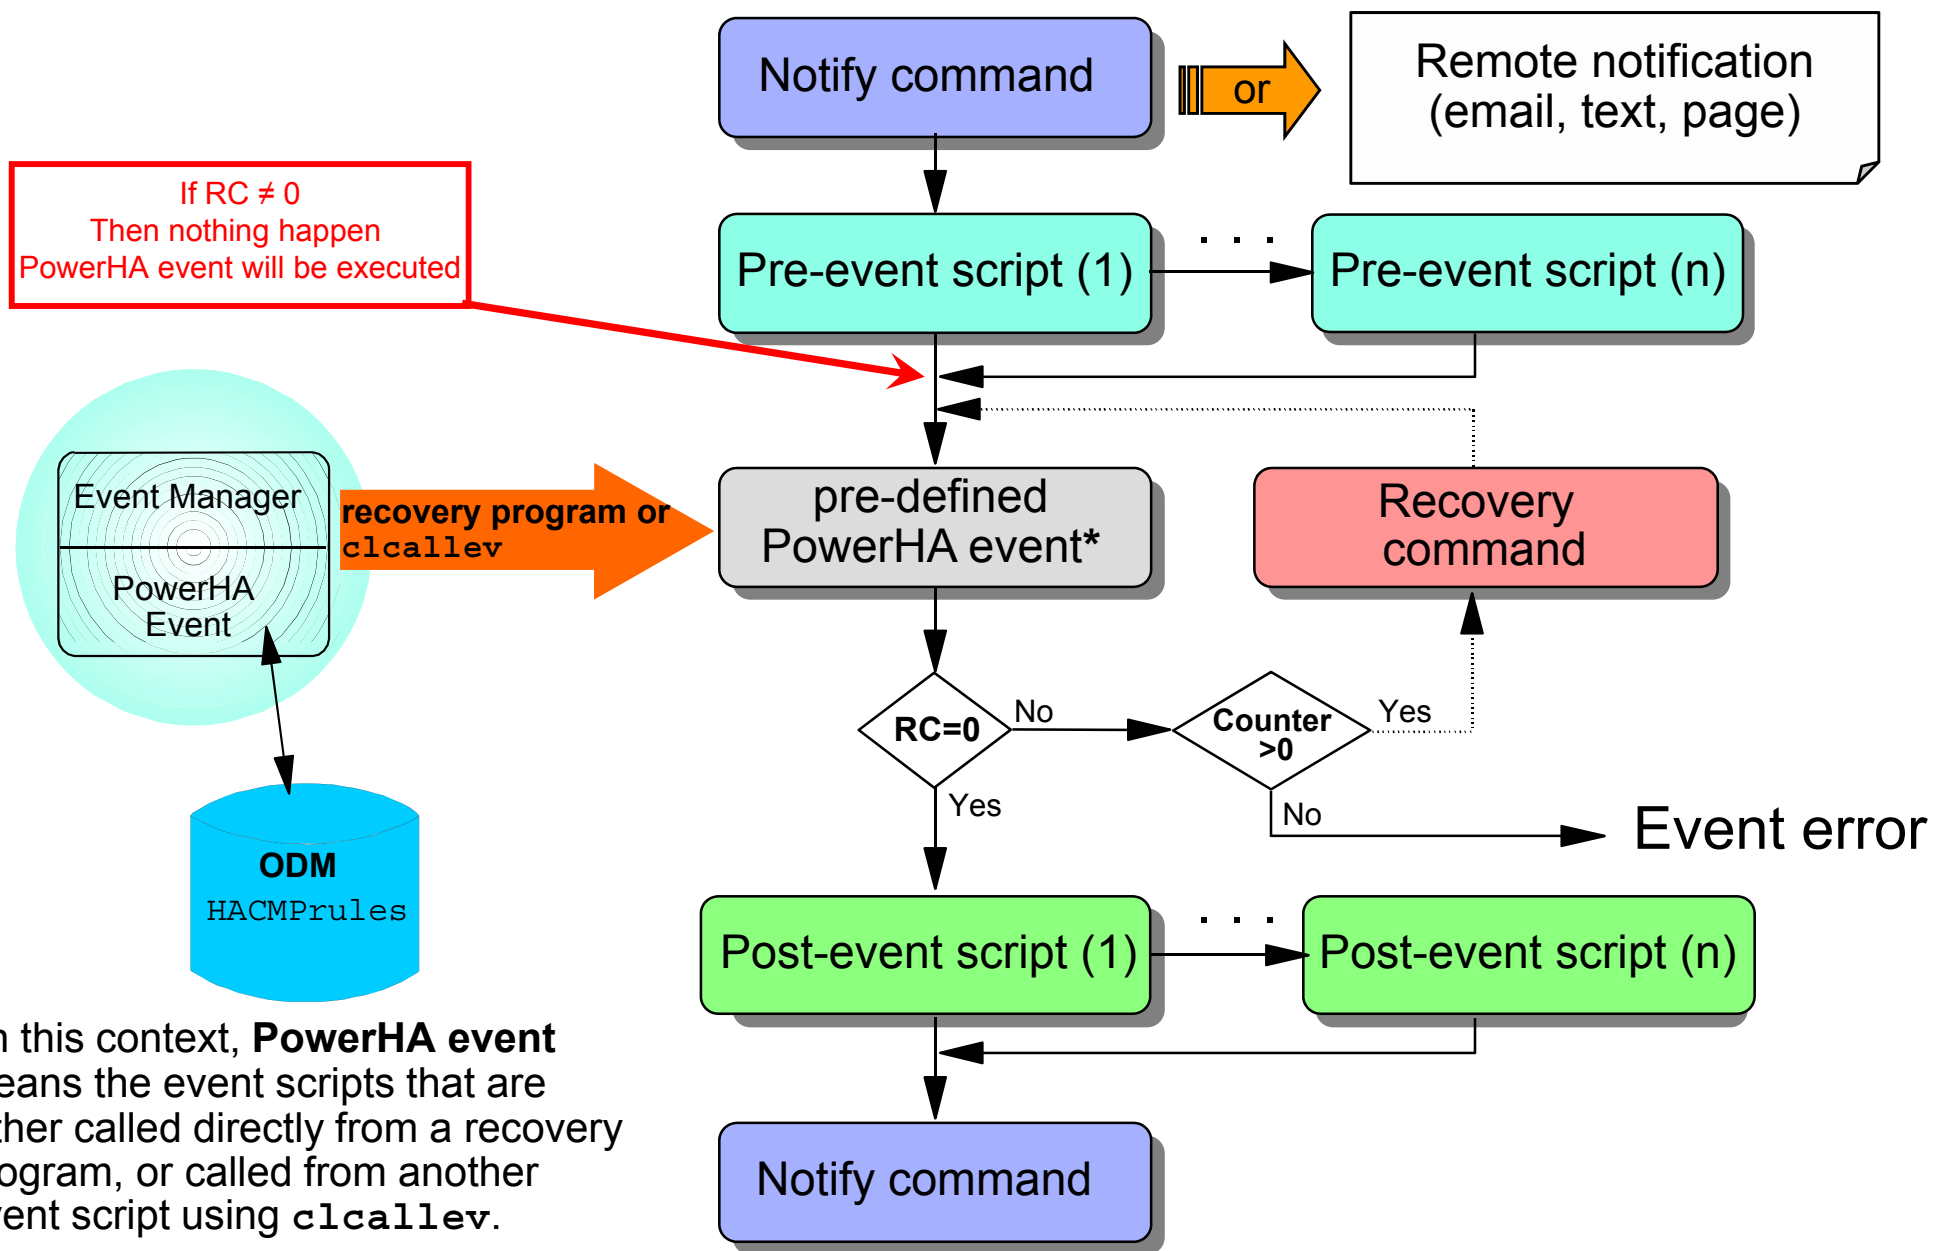 Notify command
or
Remote notification
(email, text, page)
If RC ≠ 0
Then nothing happen
PowerHA event will be executed
Pre-event script (1)
. . .
Pre-event script (n)
Event Manager
PowerHA
Event
recovery program or
clcallev
pre-defined
PowerHA event*
Recovery
command
RC=0
No
Counter
>0
Yes
Yes
No
Event error
ODM
HACMPrules
Post-event script (1)
. . .
Post-event script (n)
n this context, PowerHA event
eans the event scripts that are
ther called directly from a recovery
ogram, or called from another
vent script using clcallev.
Notify command